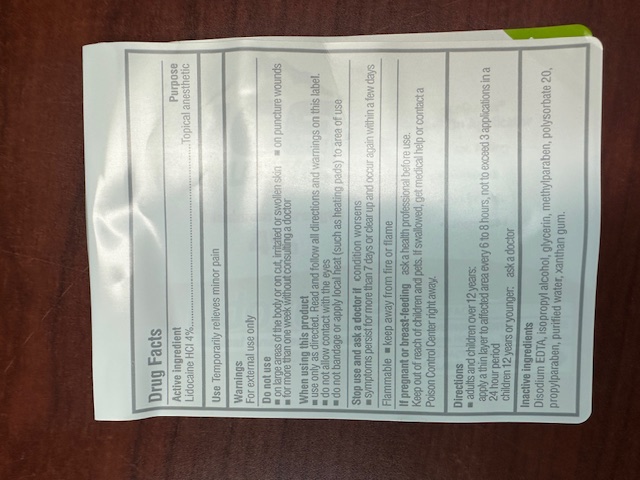 Drug Facts
Active ingredient Purpose
Lidocaine HCl 4%........................................Topical anesthetic
Use Temporarily relieves minor pain
Warnings
For external use only
Do not use
■ on large areas of the body or on cut, irritated or swollen skin ■ on puncture wounds
■ for more than one week without consulting a doctor
When using this product
■ use only as directed. Read and follow all directions and warnings on this label.
■ do not allow contact with the eyes
■ do not bandage or apply local heat (such as heating pads) to area of use
Stop use and ask a doctor if condition worsens
■ symptoms persist for more than 7 days or clear up and occur again within a few days
Flammable ■ keep away from fire or flame
If pregnant or breast-feeding ask a health professional before use.
Keep out of reach of children and pets. If swallowed, get medical help or contact a
Poison Control Center right away.
Directions
■ adults and children over 12 years:
apply a thin layer to affected area every 6 to 8 hours, not to exceed 3 applications in a
24 hour period
children 12 years or younger: ask a doctor
Inactive ingredients
Disodium EDTA, isopropyl alcohol, glycerin, methylparaben, polysorbate 20,
propylparaben, purified water, xanthan gum.